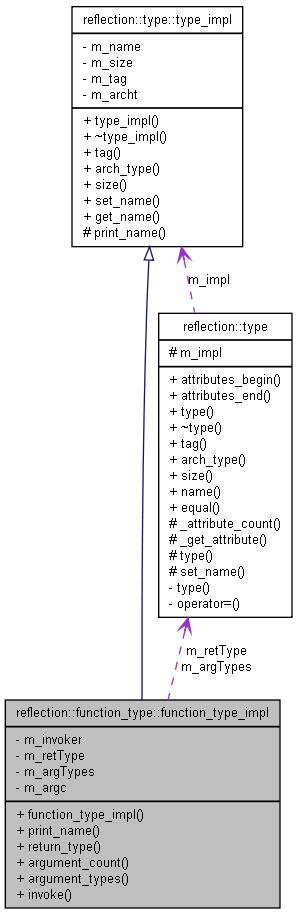 reflection::type::type_impl
- m_name
- m_size
- m_tag
- m_archt
+ type_impl()
+ ~type_impl()
+ tag()
+ arch_type()
+ size()
+ set_name()
+ get_name()
# print_name()
m_impl
reflection::type
# m_impl
+ attributes_begin()
+ attributes_end()
+ type()
+ ~type()
+ tag()
+ arch_type()
+ size()
+ name()
+ equal()
# _attribute_count()
# _get_attribute()
# type()
# set_name()
- type()
- operator=()
m_retType
m_argTypes
reflection::function_type::function_type_impl
- m_invoker
- m_retType
- m_argTypes
- m_argc
+ function_type_impl()
+ print_name()
+ return_type()
+ argument_count()
+ argument_types()
+ invoke()